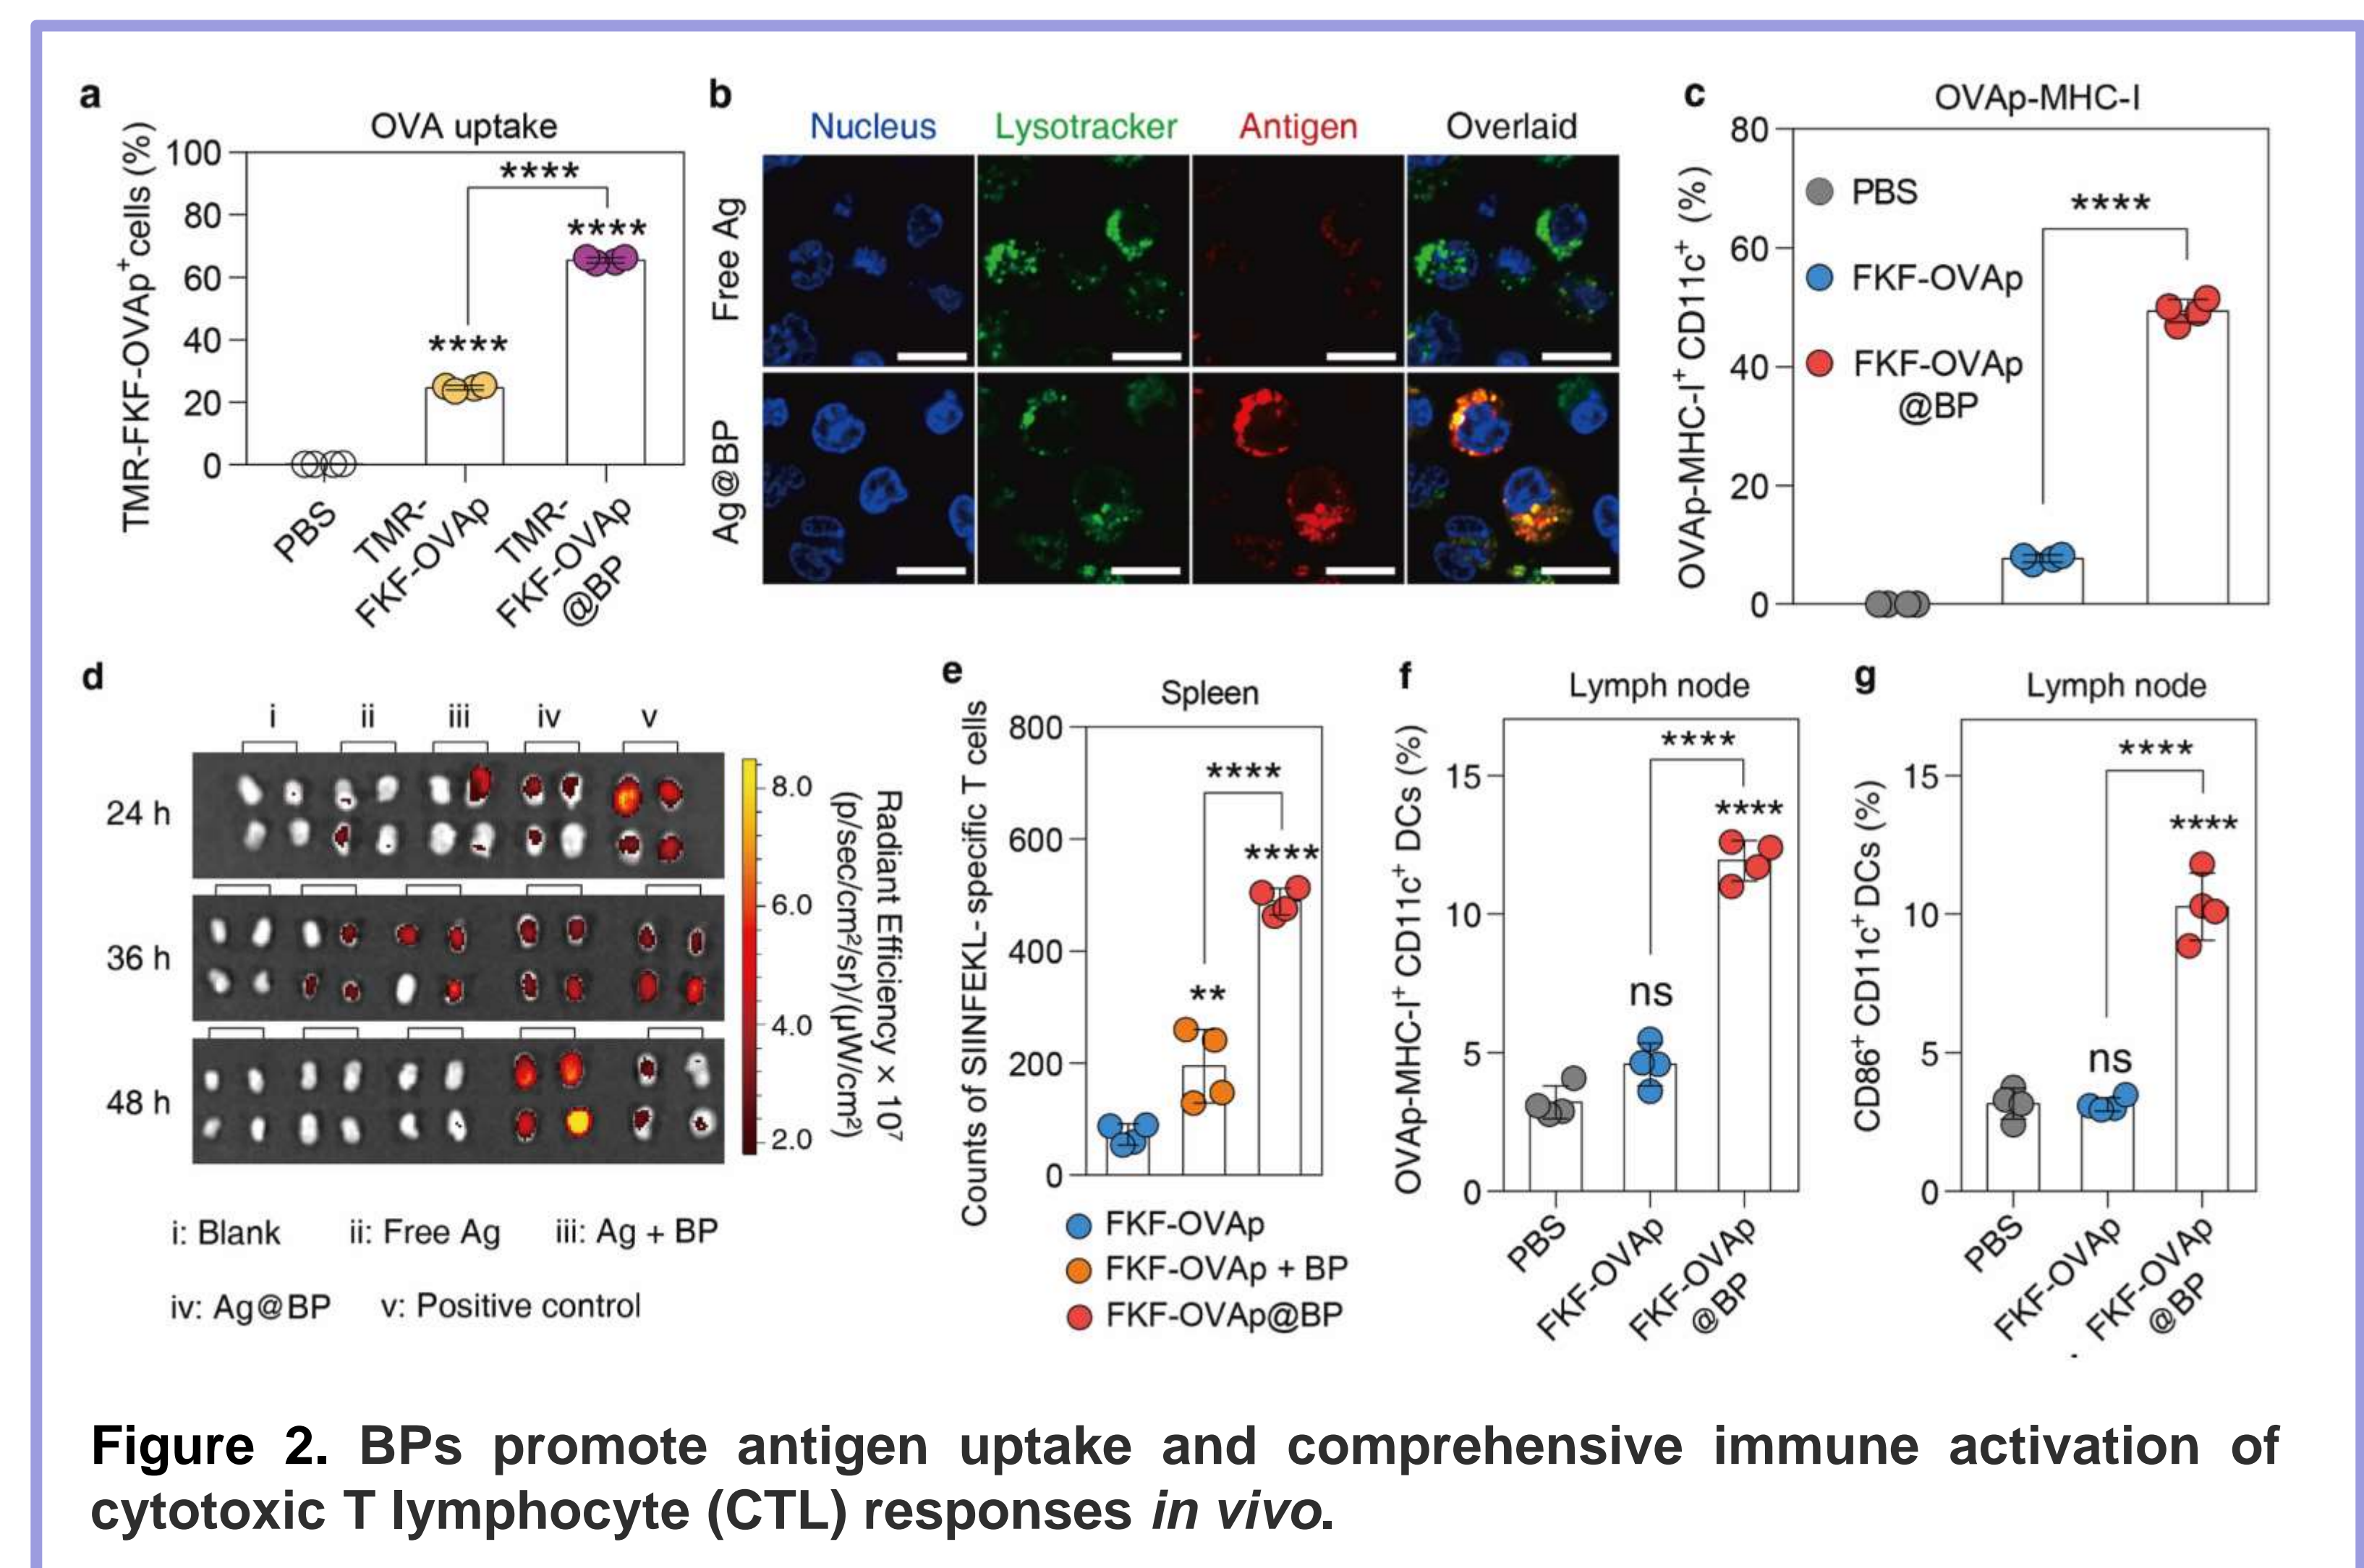 a
OVA uptake
TMR-FKF-OVAp+cells (%)
100
80
60
40
20
0
****
****
****
PBS
TMR-
FKF-OVAp
TMR-
FKF-OVAp
@BP
b
Nucleus
Lysotracker
Antigen
Overlaid
Free Ag
Ag@BP
c
OVAp-MHC-I
OVAp-MHC-I+ CD11c+ (%)
80
60
40
20
0
PBS
FKF-OVAp
FKF-OVAp
@BP
****
d
i ii iii iv v
24 h
36 h
48 h
8.0
6.0
4.0
2.0
Radiant Efficiency × 10⁷
(p/sec/cm²/sr)/(µW/cm²)
i: Blank ii: Free Ag iii: Ag + BP
iv: Ag@BP v: Positive control
e
Spleen
Counts of SIINFEKL-specific T cells
800
600
400
200
0
****
****
**
FKF-OVAp
FKF-OVAp + BP
FKF-OVAp@BP
f
Lymph node
OVAp-MHC-I+ CD11c+ DCs (%)
15
10
5
0
****
****
ns
PBS
FKF-OVAp
FKF-OVAp
@BP
g
Lymph node
CD86+ CD11c+ DCs (%)
15
10
5
0
****
****
ns
PBS
FKF-OVAp
FKF-OVAp
@BP
Figure 2. BPs promote antigen uptake and comprehensive immune activation of
cytotoxic T lymphocyte (CTL) responses in vivo.